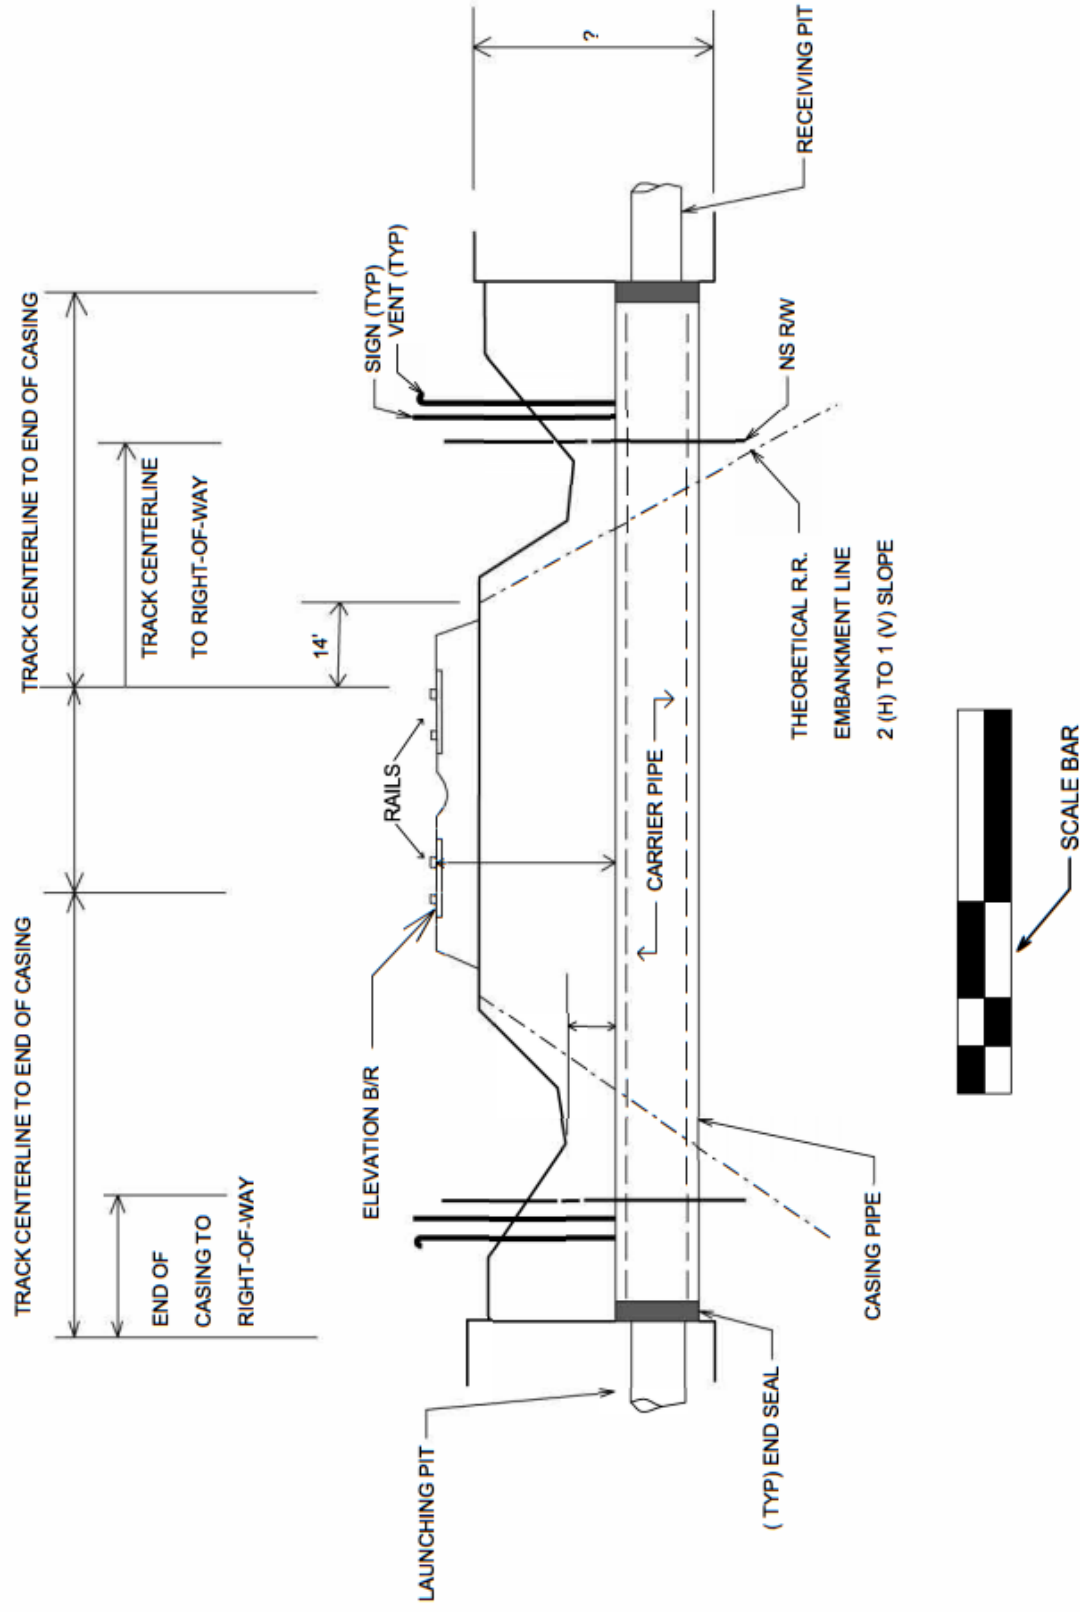 TRACK CENTERLINE TO END OF CASING
TRACK CENTERLINE TO END OF CASING
END OF
CASING TO
RIGHT-OF-WAY
TRACK CENTERLINE
TO RIGHT-OF-WAY
14'
SIGN (TYP)
VENT (TYP)
RAILS
ELEVATION B/R
?
LAUNCHING PIT
CARRIER PIPE
RECEIVING PIT
NS R/W
(TYP) END SEAL
CASING PIPE
THEORETICAL R.R.
EMBANKMENT LINE
2 (H) TO 1 (V) SLOPE
SCALE BAR